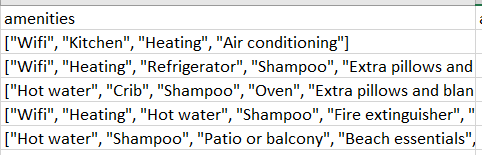 amenities
["Wifi", "Kitchen", "Heating", "Air conditioning"]
["Wifi", "Heating", "Refrigerator", "Shampoo", "Extra pillows and
["Hot water", "Crib", "Shampoo", "Oven", "Extra pillows and blan
["Wifi", "Heating", "Hot water", "Shampoo", "Fire extinguisher", "
["Hot water", "Shampoo", "Patio or balcony", "Beach essentials",